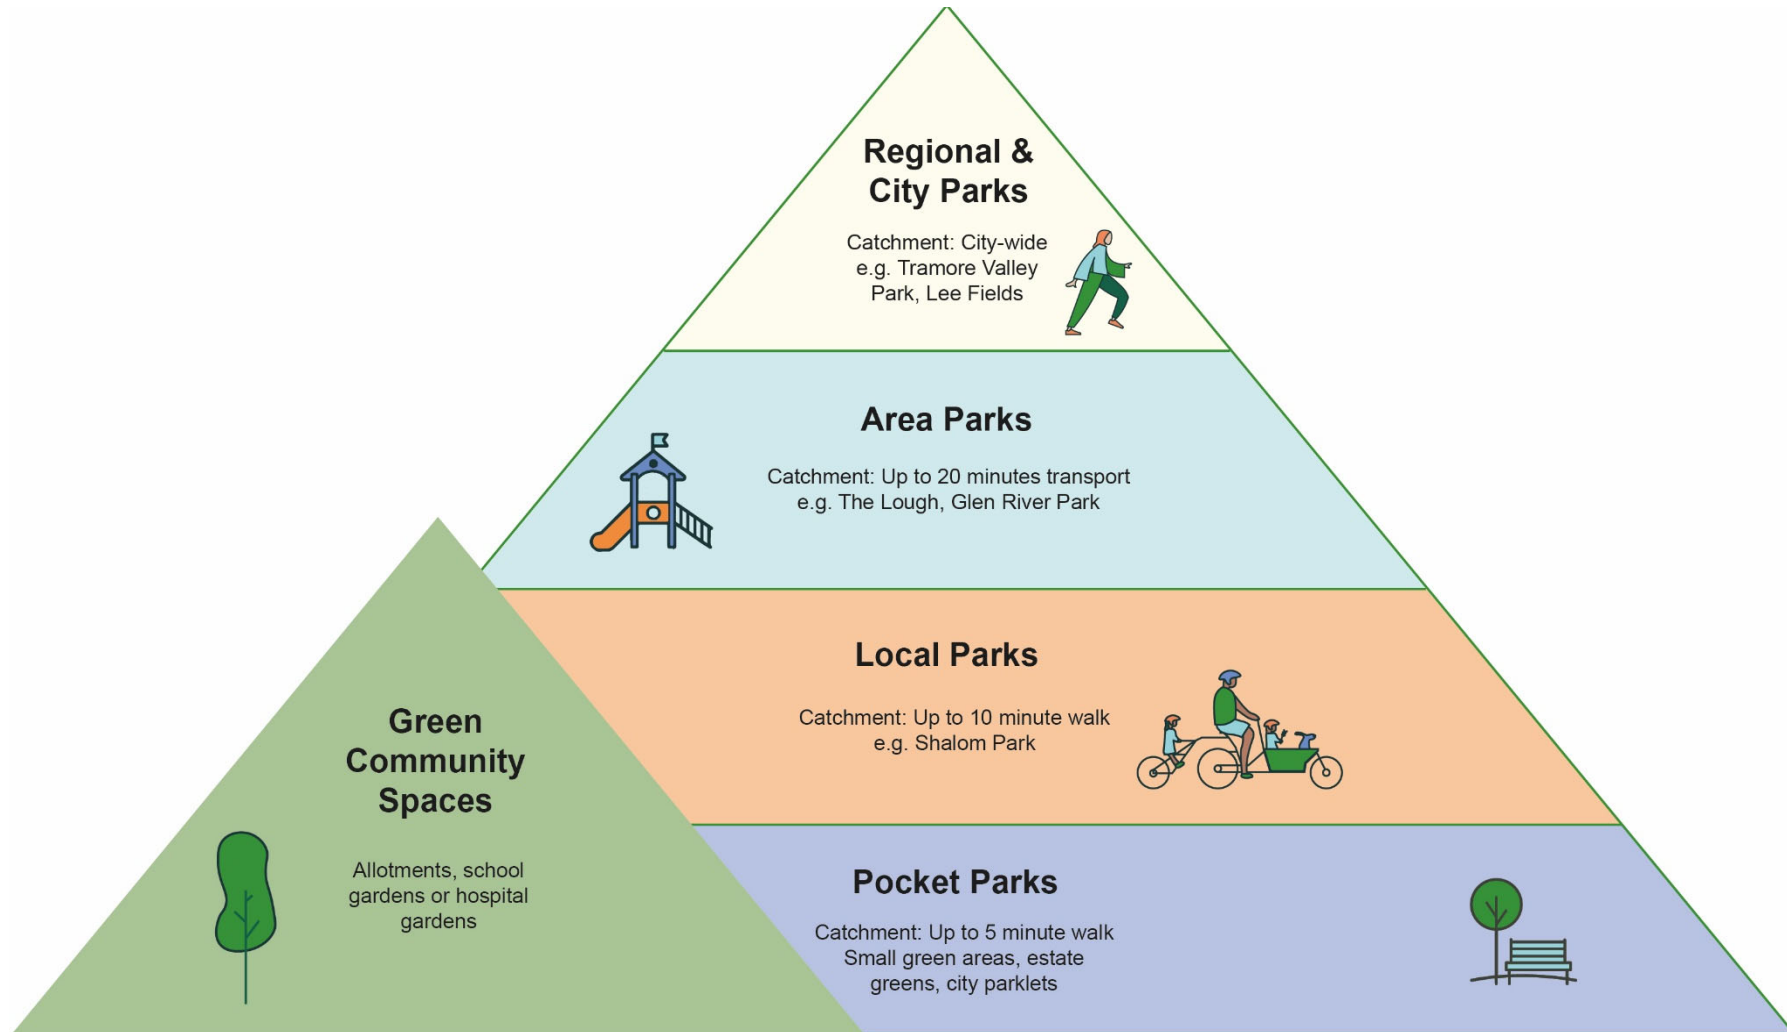 Regional &
City Parks
Catchment: City-wide
e.g. Tramore Valley
Park, Lee Fields
Area Parks
Catchment: Up to 20 minutes transport
e.g. The Lough, Glen River Park
Local Parks
Catchment: Up to 10 minute walk
e.g. Shalom Park
Green
Community
Spaces
Allotments, school
gardens or hospital
gardens
Pocket Parks
Catchment: Up to 5 minute walk
Small green areas, estate
greens, city parklets